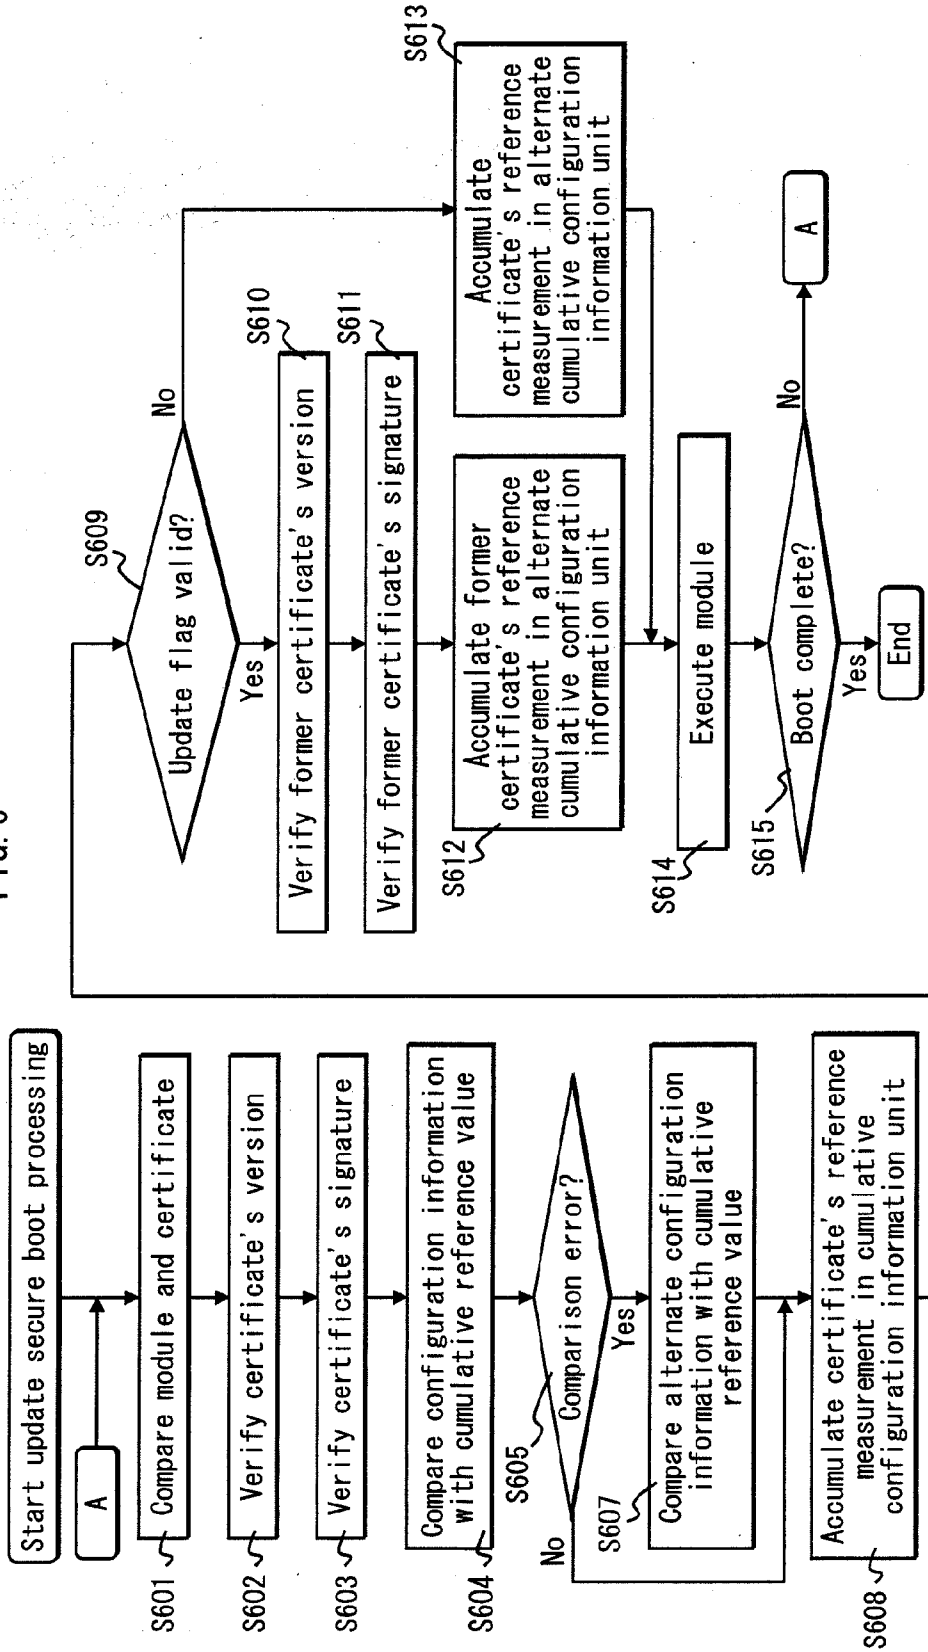 Start update secure boot processing
A
Compare module and certificate
S601
Verify certificate's version
S602
Verify certificate's signature
S603
Compare configuration information
with cumulative reference value
S604
Comparison error?
S605
No
Yes
Compare alternate configuration
information with cumulative
reference value
S607
Accumulate certificate's reference
measurement in cumulative
configuration information unit
S608
Update flag valid?
S609
No
Yes
Verify former certificate's version
S610
Verify former certificate's signature
S611
Accumulate former
certificate's reference
measurement in alternate
cumulative configuration
information unit
S612
Accumulate
certificate's reference
measurement in alternate
cumulative configuration
information unit
S613
Execute module
S614
Boot complete?
S615
No
A
Yes
End